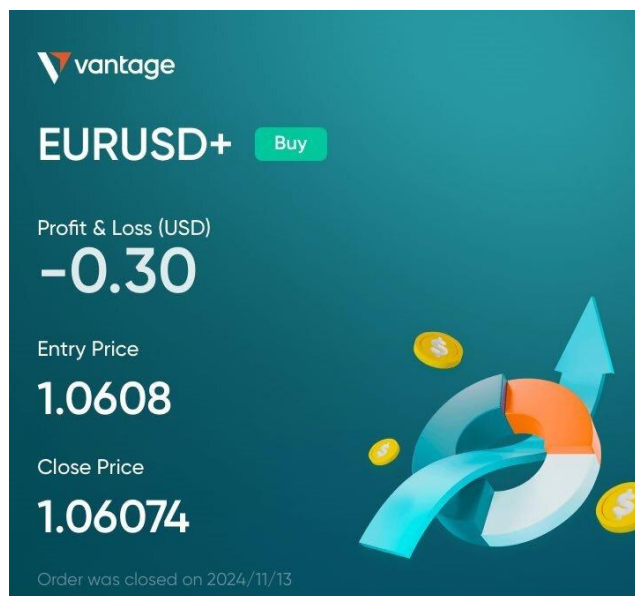 vantage
EURUSD+ Buy
Profit & Loss (USD)
-0.30
Entry Price
1.0608
Close Price
1.06074
Order was closed on 2024/11/13
$
$
$